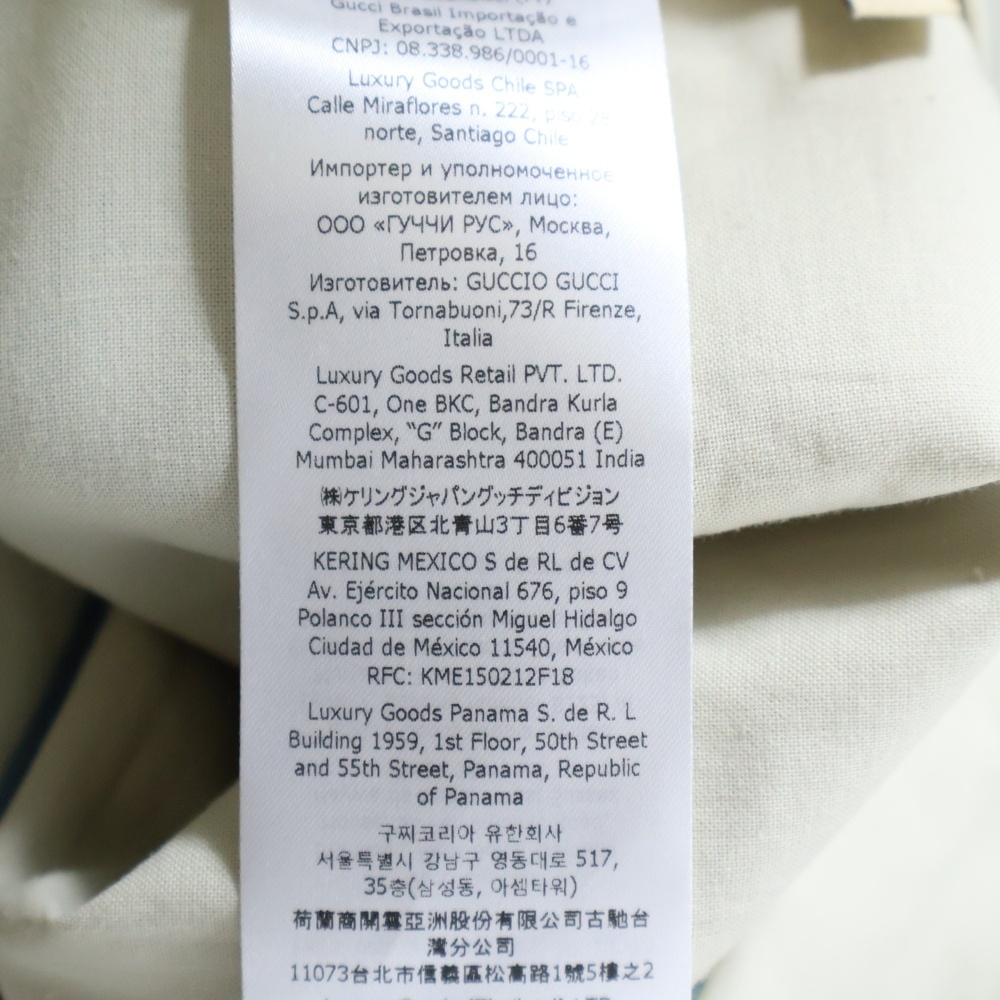 Gucci Brasil Importação e
Exportação LTDA
CNPJ: 08.338.986/0001-16
Luxury Goods Chile SPA
Calle Miraflores n. 222, piso 28
norte, Santiago Chile
Импортер и уполномоченное
изготовителем лицо:
ООО «ГУЧЧИ РУС», Москва,
Петровка, 16
Изготовитель: GUCCIO GUCCI
S.p.A, via Tornabuoni,73/R Firenze,
Italia
Luxury Goods Retail PVT. LTD.
C-601, One BKC, Bandra Kurla
Complex, “G” Block, Bandra (E)
Mumbai Maharashtra 400051 India
㈱ケリングジャパングッチディビジョン
東京都港区北青山3丁目6番7号
KERING MEXICO S de RL de CV
Av. Ejército Nacional 676, piso 9
Polanco III sección Miguel Hidalgo
Ciudad de México 11540, México
RFC: KME150212F18
Luxury Goods Panama S. de R. L
Building 1959, 1st Floor, 50th Street
and 55th Street, Panama, Republic
of Panama
구찌코리아 유한회사
서울특별시 강남구 영동대로 517,
35층(삼성동, 아셈타워)
荷蘭商開雲亞洲股份有限公司古馳台
灣分公司
11073台北市信義區松高路1號5樓之2